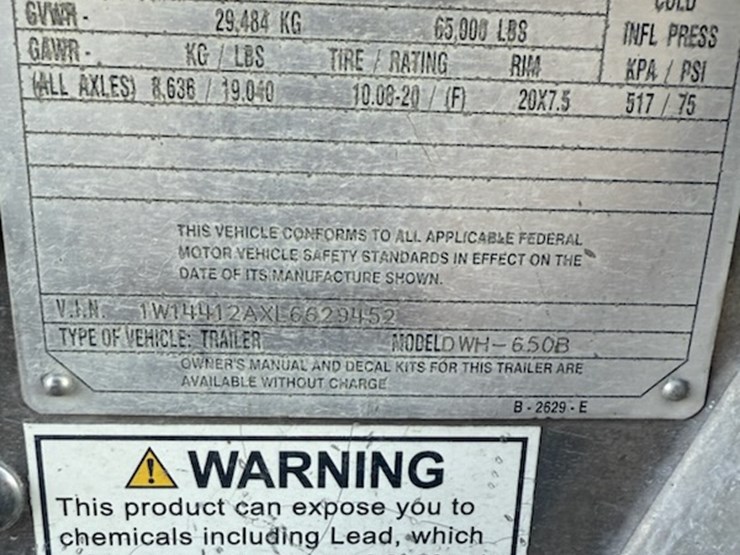 COLD
GVWR - 29,484 KG 65,000 LBS INFL PRESS
GAWR - KG / LBS TIRE / RATING RIM KPA / PSI
(ALL AXLES) 8,636 / 19,040 10.00-20 / (F) 20X7.5 517 / 75
THIS VEHICLE CONFORMS TO ALL APPLICABLE FEDERAL
MOTOR VEHICLE SAFETY STANDARDS IN EFFECT ON THE
DATE OF ITS MANUFACTURE SHOWN.
V.I.N. 1W14412AXL6629452
TYPE OF VEHICLE: TRAILER MODEL DWH-650B
OWNER'S MANUAL AND DECAL KITS FOR THIS TRAILER ARE
AVAILABLE WITHOUT CHARGE
B - 2629 - E
WARNING
This product can expose you to
chemicals including Lead, which